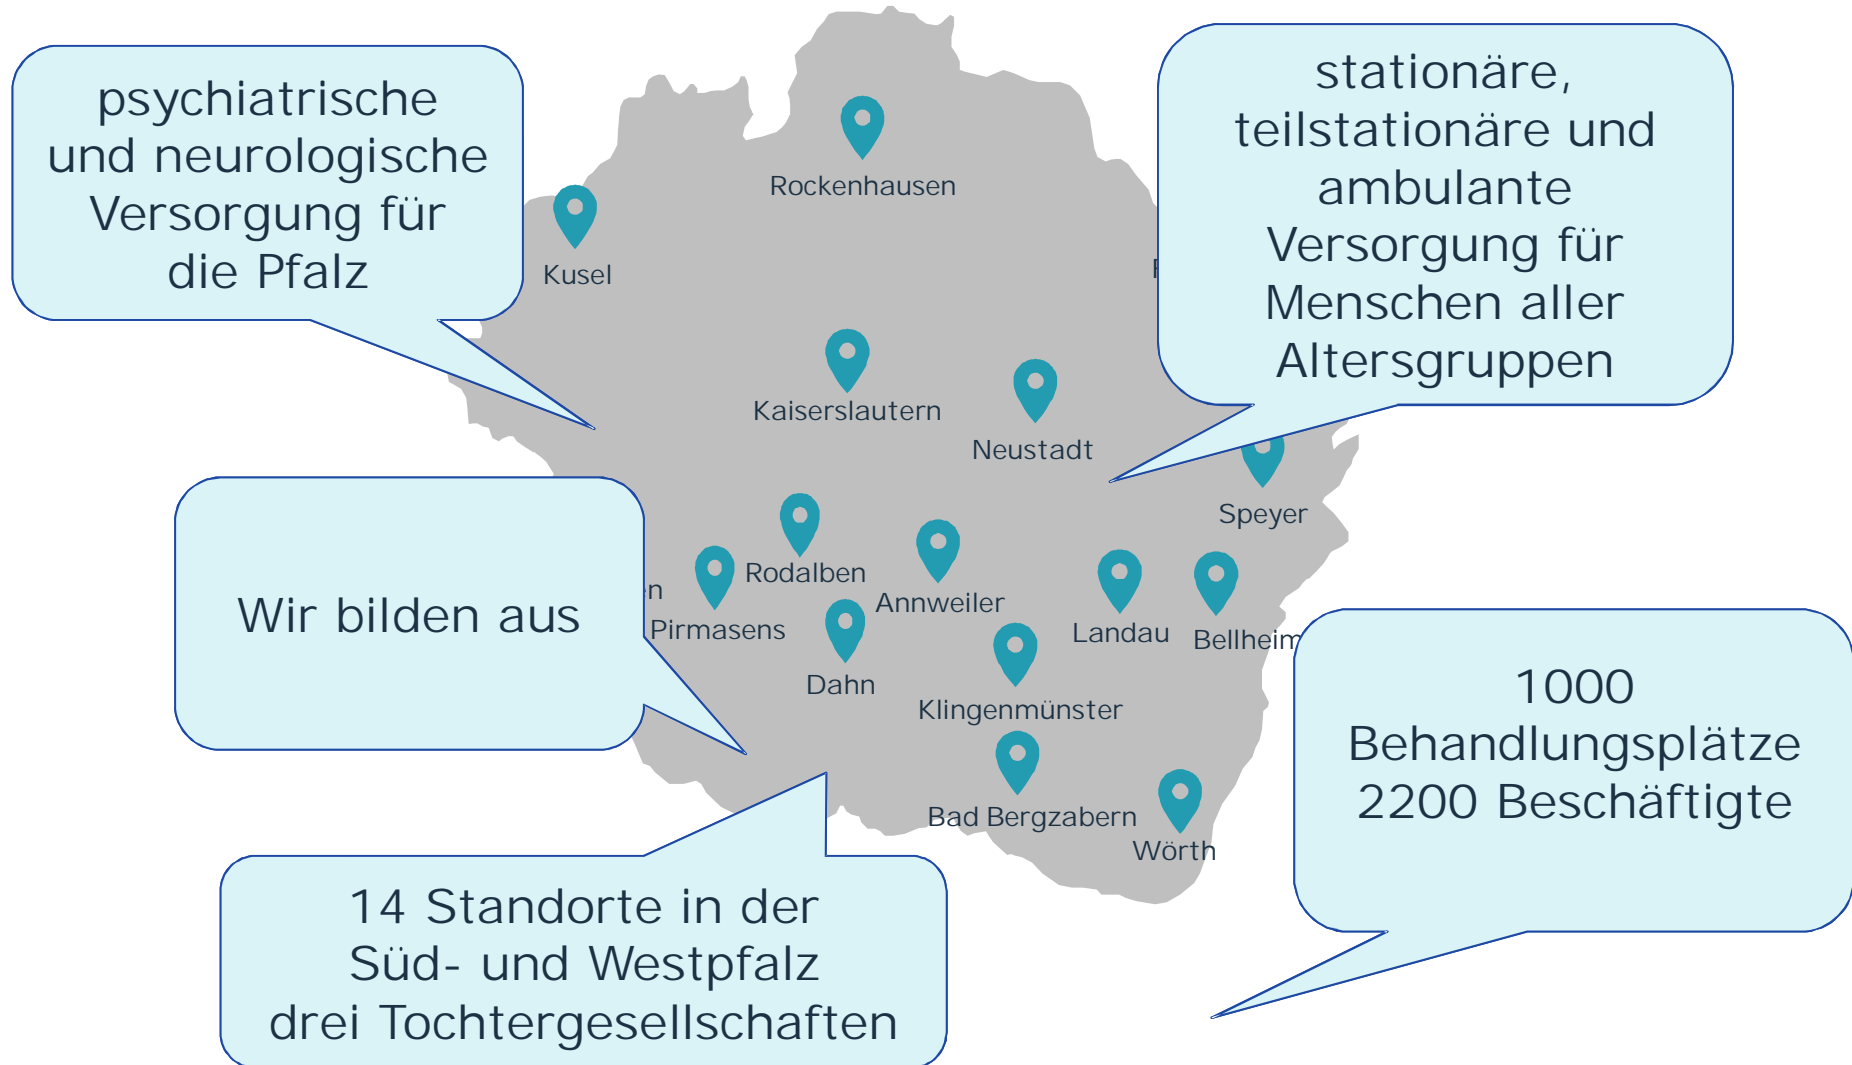 psychiatrische
und neurologische
Versorgung für
die Pfalz
stationäre,
teilstationäre und
ambulante
Versorgung für
Menschen aller
Altersgruppen
Rockenhausen
Kusel
Kaiserslautern
Neustadt
Speyer
Rodalben
Annweiler
Pirmasens
Landau
Bellheim
Dahn
Klingenmünster
Bad Bergzabern
Wörth
Wir bilden aus
1000
Behandlungsplätze
2200 Beschäftigte
14 Standorte in der
Süd- und Westpfalz
drei Tochtergesellschaften